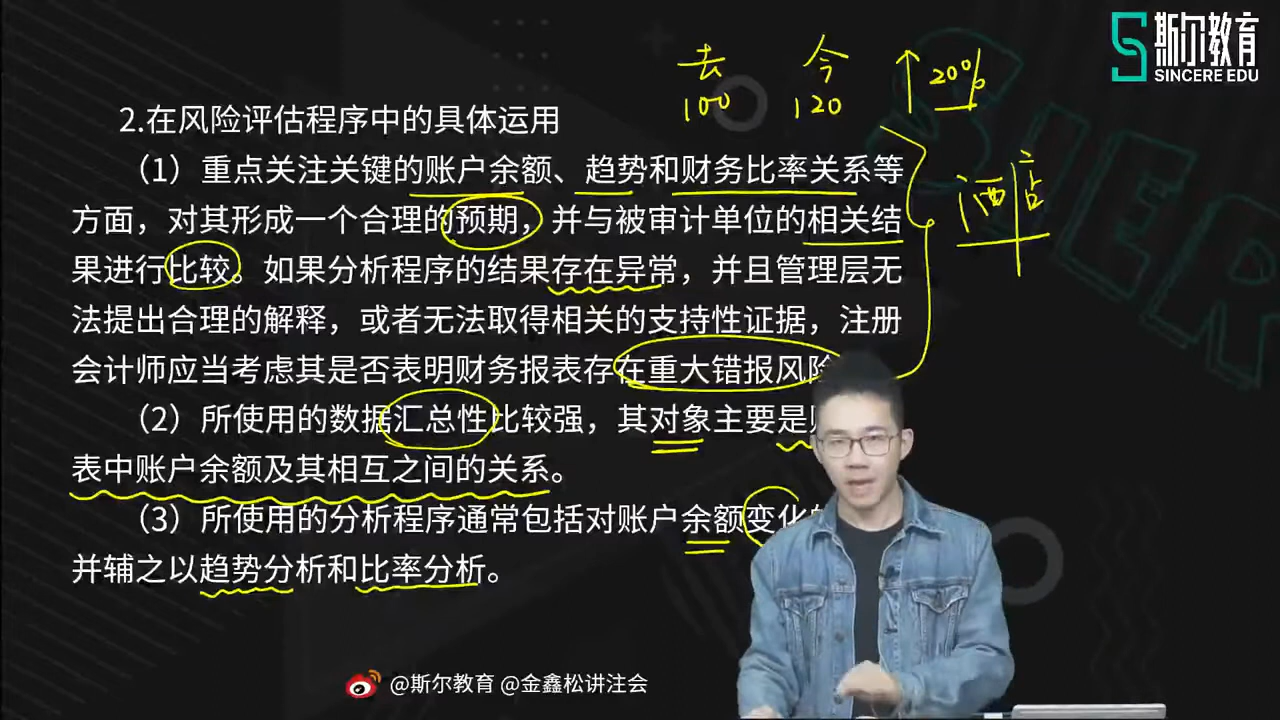 斯尔教育
SINCERE EDU
去 今 ↑20%
100 120
2.在风险评估程序中的具体运用
（1）重点关注关键的账户余额、趋势和财务比率关系等
方面，对其形成一个合理的预期，并与被审计单位的相关结
果进行比较。如果分析程序的结果存在异常，并且管理层无
法提出合理的解释，或者无法取得相关的支持性证据，注册
会计师应当考虑其是否表明财务报表存在重大错报风险
（2）所使用的数据汇总性比较强，其对象主要是
表中账户余额及其相互之间的关系。
（3）所使用的分析程序通常包括对账户余额变化
并辅之以趋势分析和比率分析。
@斯尔教育 @金鑫松讲注会